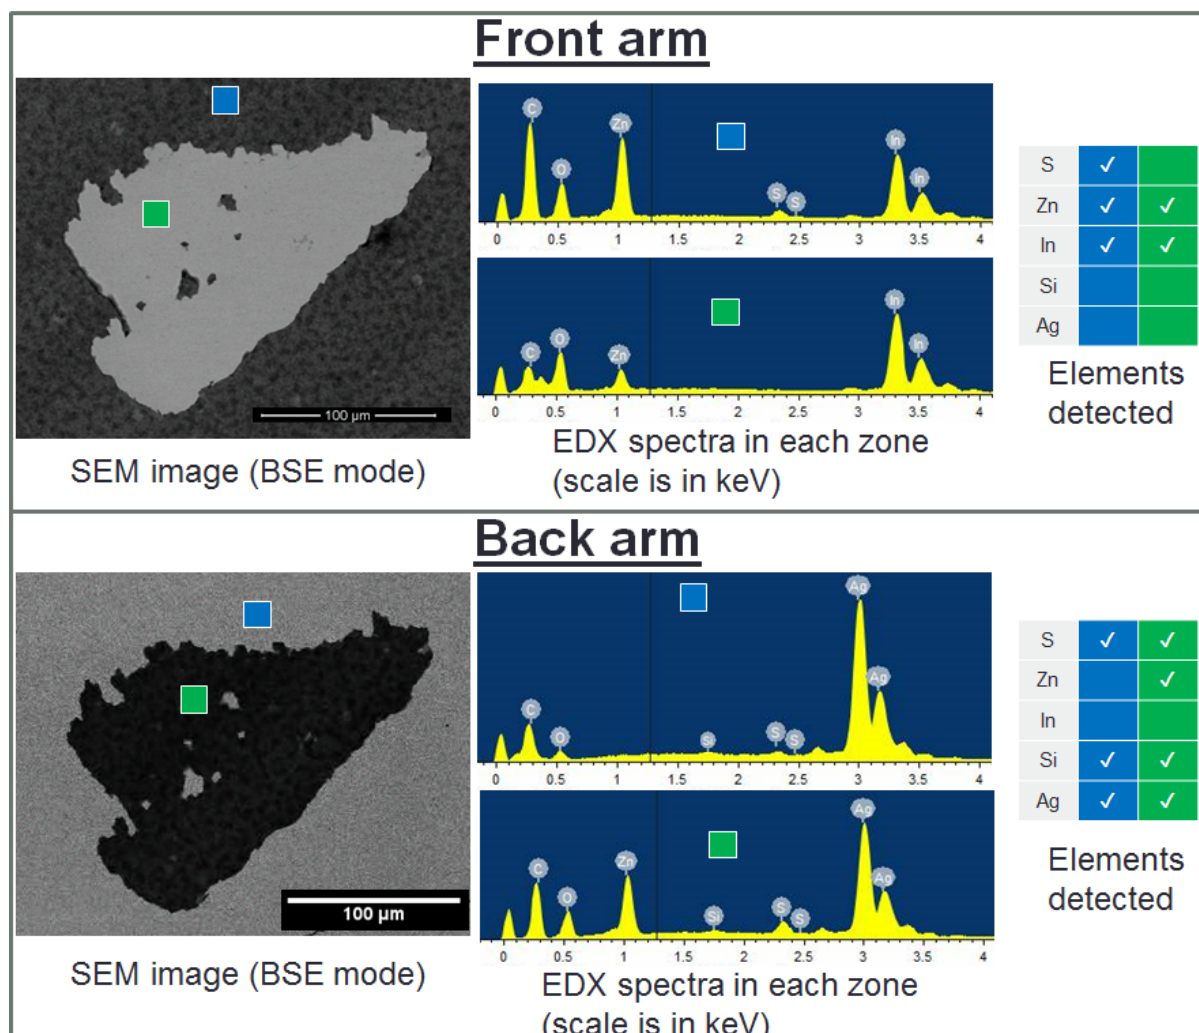 Front arm
C
O
Zn
S
S
In
In
0 0.5 1 1.5 2 2.5 3 3.5 4
C
O
Zn
In
In
0 0.5 1 1.5 2 2.5 3 3.5 4
100 µm
SEM image (BSE mode)
EDX spectra in each zone
(scale is in keV)
S ✓
Zn ✓ ✓
In ✓ ✓
Si
Ag
Elements
detected
Back arm
C
O
Si
S
S
Ag
Ag
0 0.5 1 1.5 2 2.5 3 3.5 4
C
O
Zn
Si
S
S
Ag
Ag
0 0.5 1 1.5 2 2.5 3 3.5 4
100 µm
SEM image (BSE mode)
EDX spectra in each zone
(scale is in keV)
S ✓ ✓
Zn ✓
In
Si ✓ ✓
Ag ✓ ✓
Elements
detected